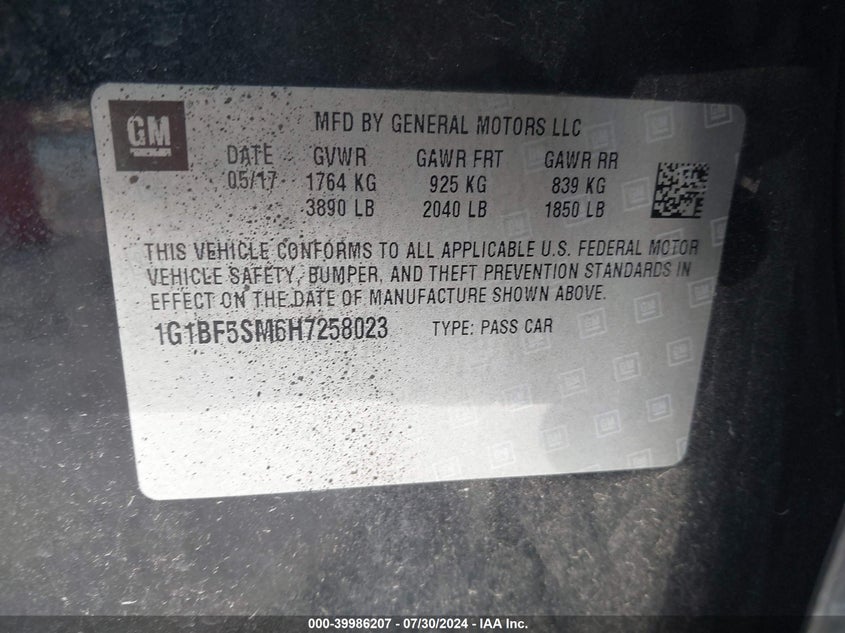 GM
MFD BY GENERAL MOTORS LLC
DATE GVWR GAWR FRT GAWR RR
05/17 1764 KG 925 KG 839 KG
3890 LB 2040 LB 1850 LB
THIS VEHICLE CONFORMS TO ALL APPLICABLE U.S. FEDERAL MOTOR
VEHICLE SAFETY, BUMPER, AND THEFT PREVENTION STANDARDS IN
EFFECT ON THE DATE OF MANUFACTURE SHOWN ABOVE.
1G1BF5SM6H7258023 TYPE: PASS CAR
000-39986207 / 07/30/2024 - IAA Inc.